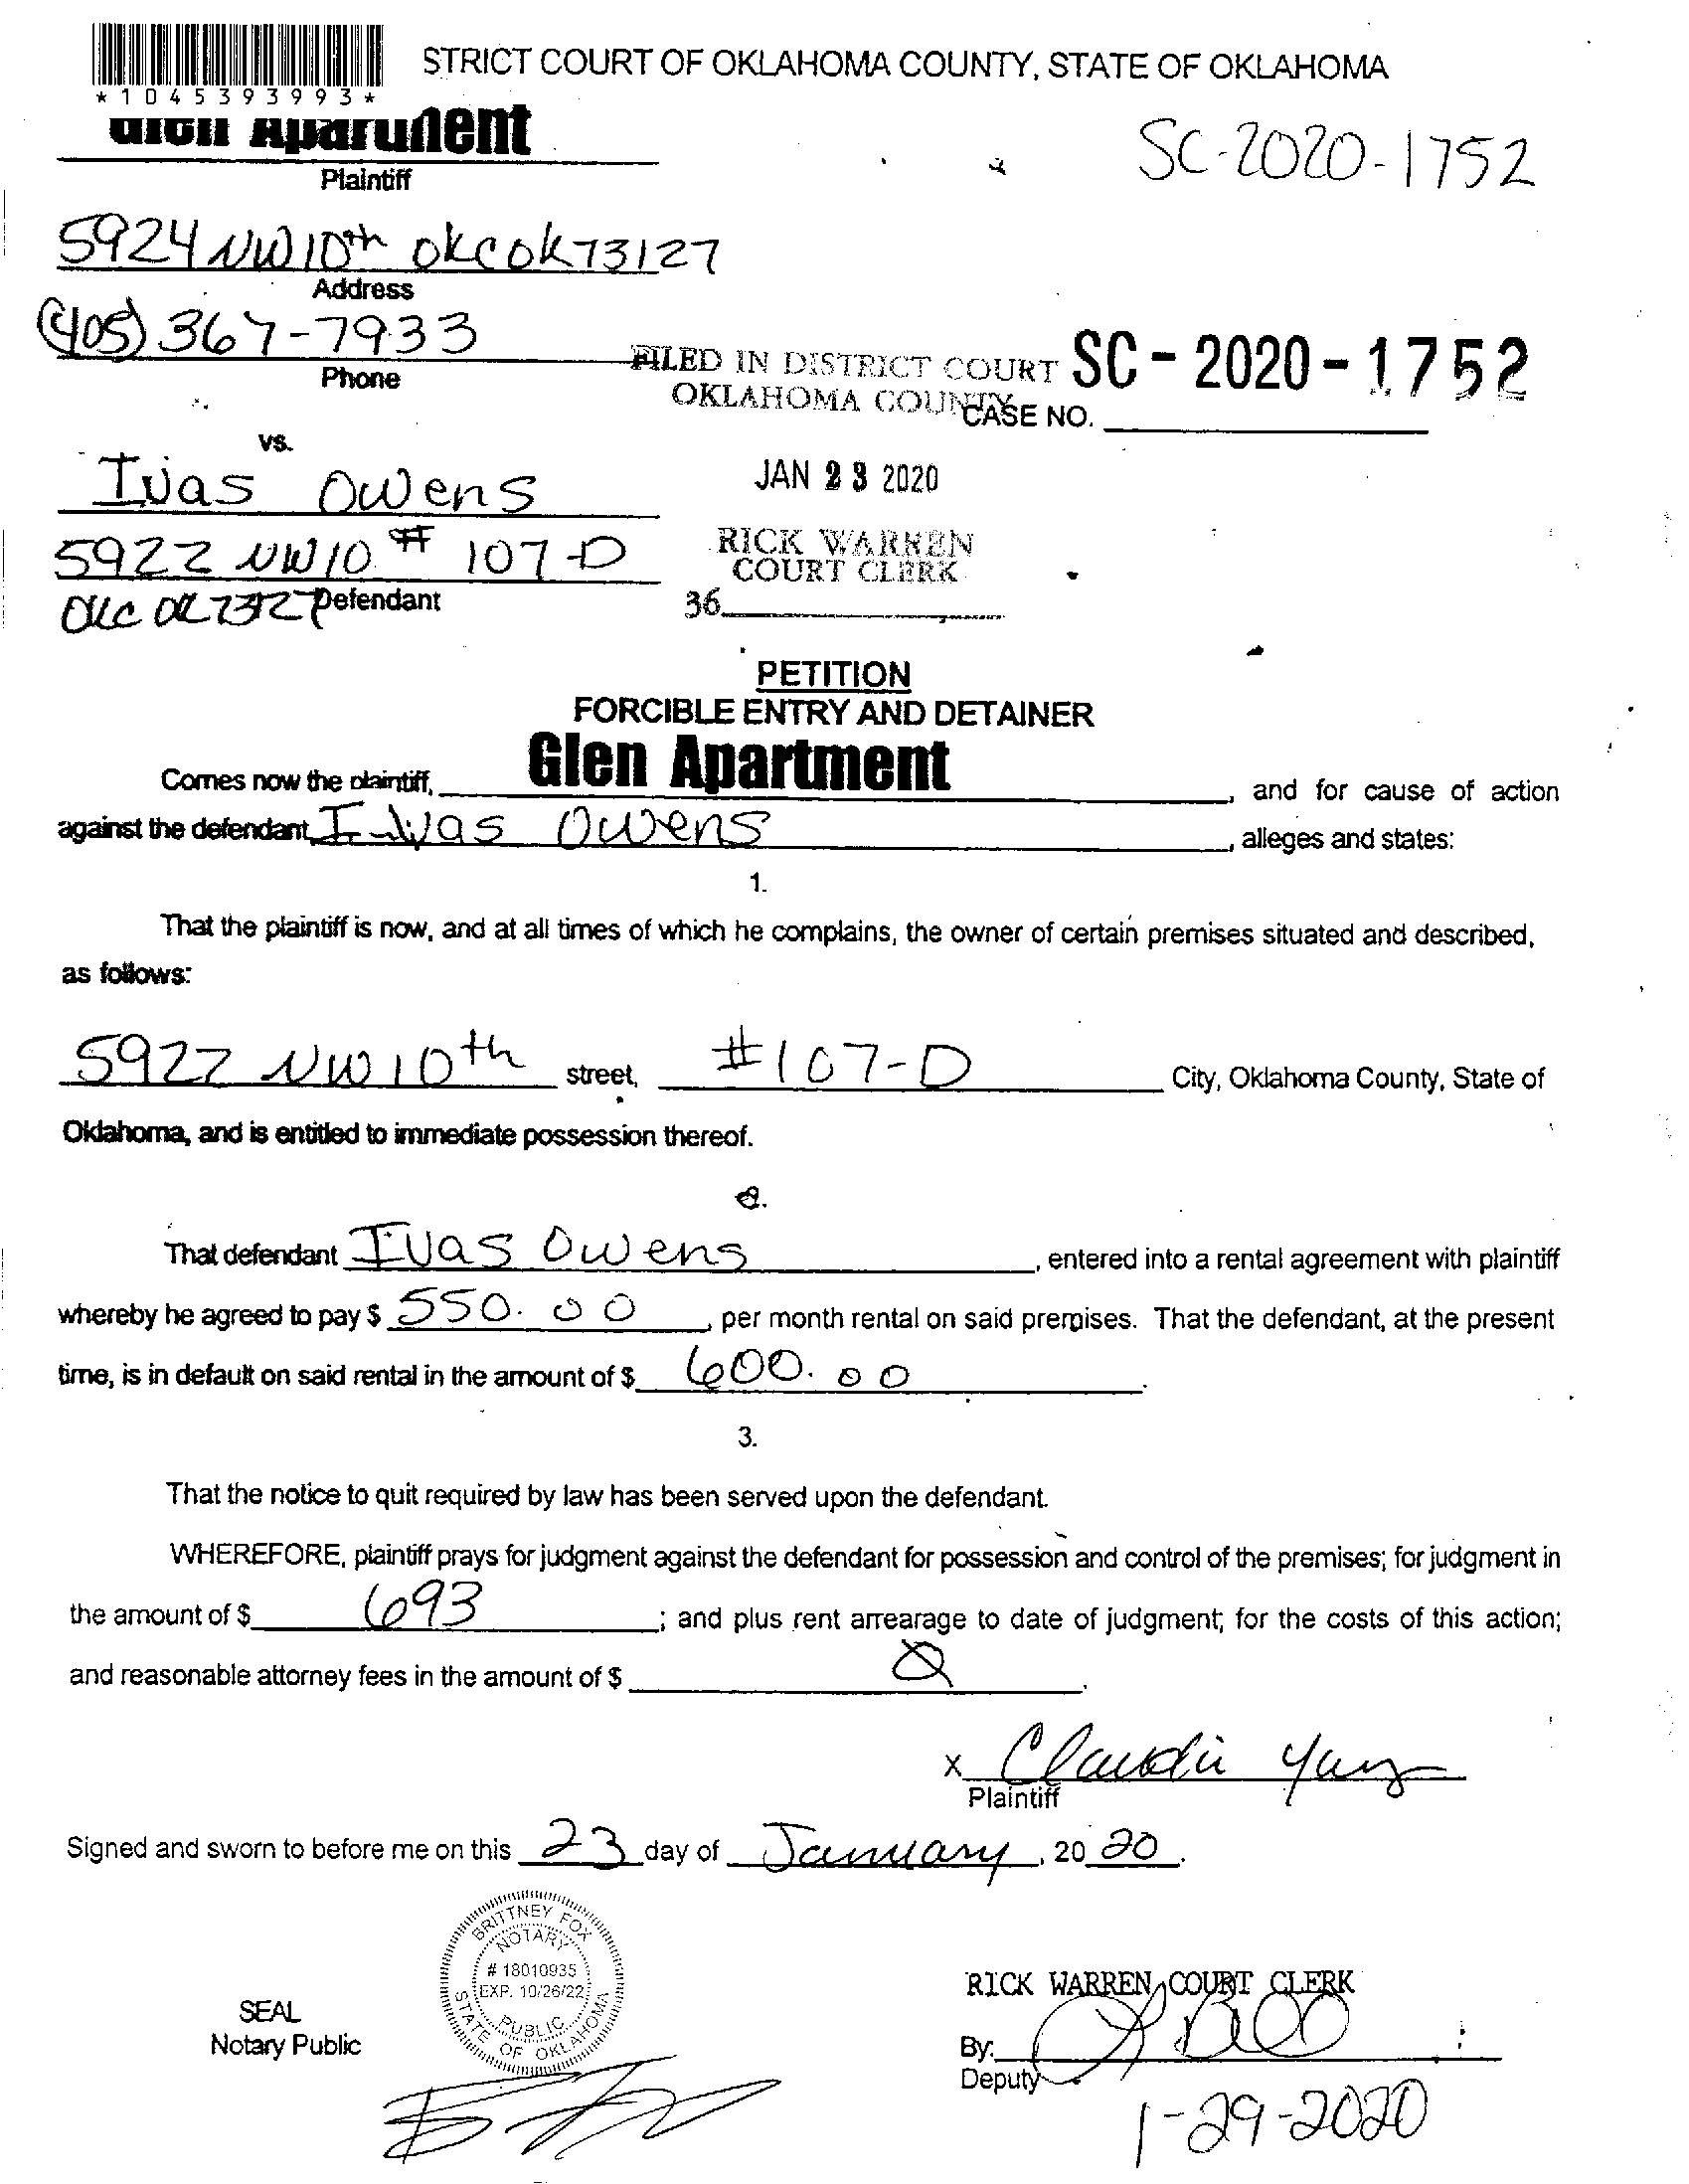 STRICT COURT OF OKLAHOMA COUNTY, STATE OF OKLAHOMA
*1045393993*
Glen Apartment
Plaintiff
SC-2020-1752
5924 NW 10th OKC OK 73127
Address
(405) 367-7933
Phone
FILED IN DISTRICT COURT
OKLAHOMA COUNTY
SC-2020-1752
CASE NO.
vs.
JAN 23 2020
Ivas Owens
5922 NW 10 # 107-D
OKC OK 73127 Defendant
RICK WARREN
COURT CLERK
36
PETITION
FORCIBLE ENTRY AND DETAINER
Comes now the plaintiff, Glen Apartment, and for cause of action
against the defendant Ivas Owens, alleges and states:
1.
That the plaintiff is now, and at all times of which he complains, the owner of certain premises situated and described,
as follows:
5922 NW 10th street, #107-D City, Oklahoma County, State of
Oklahoma, and is entitled to immediate possession thereof.
2.
That defendant Ivas Owens, entered into a rental agreement with plaintiff
whereby he agreed to pay $ 550.00, per month rental on said premises. That the defendant, at the present
time, is in default on said rental in the amount of $ 600.00.
3.
That the notice to quit required by law has been served upon the defendant.
WHEREFORE, plaintiff prays for judgment against the defendant for possession and control of the premises; for judgment in
the amount of $ 693; and plus rent arrearage to date of judgment; for the costs of this action;
and reasonable attorney fees in the amount of $ 0.
x Claudia
Plaintiff
Signed and sworn to before me on this 23 day of January, 2020.
BRITTNEY FOX
NOTARY
# 18010935
EXP. 10/26/22
PUBLIC
STATE OF OKLAHOMA
SEAL
Notary Public
RICK WARREN, COURT CLERK
By:
Deputy
1-29-2020